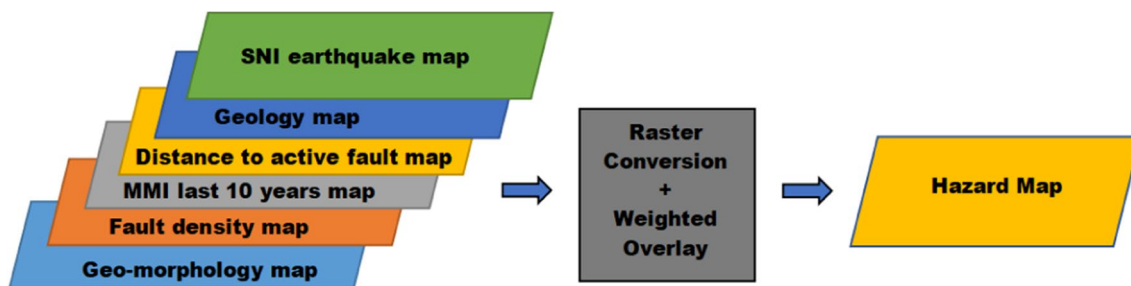 SNI earthquake map
Geology map
Distance to active fault map
MMI last 10 years map
Fault density map
Geo-morphology map
Raster
Conversion
+
Weighted
Overlay
Hazard Map